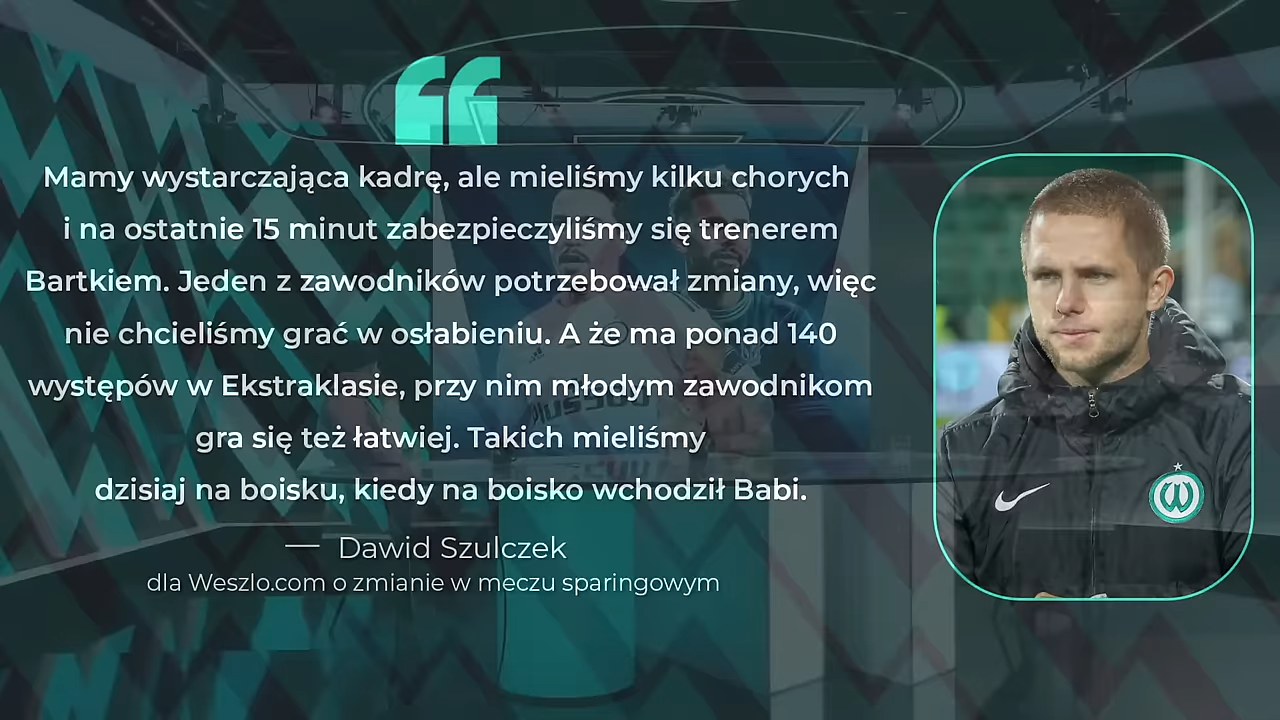 Mamy wystarczająca kadrę, ale mieliśmy kilku chorych
i na ostatnie 15 minut zabezpieczyliśmy się trenerem
Bartkiem. Jeden z zawodników potrzebował zmiany, więc
nie chcieliśmy grać w osłabieniu. A że ma ponad 140
występów w Ekstraklasie, przy nim młodym zawodnikom
gra się też łatwiej. Takich mieliśmy
dzisiaj na boisku, kiedy na boisko wchodził Babi.
— Dawid Szulczek
dla Weszlo.com o zmianie w meczu sparingowym